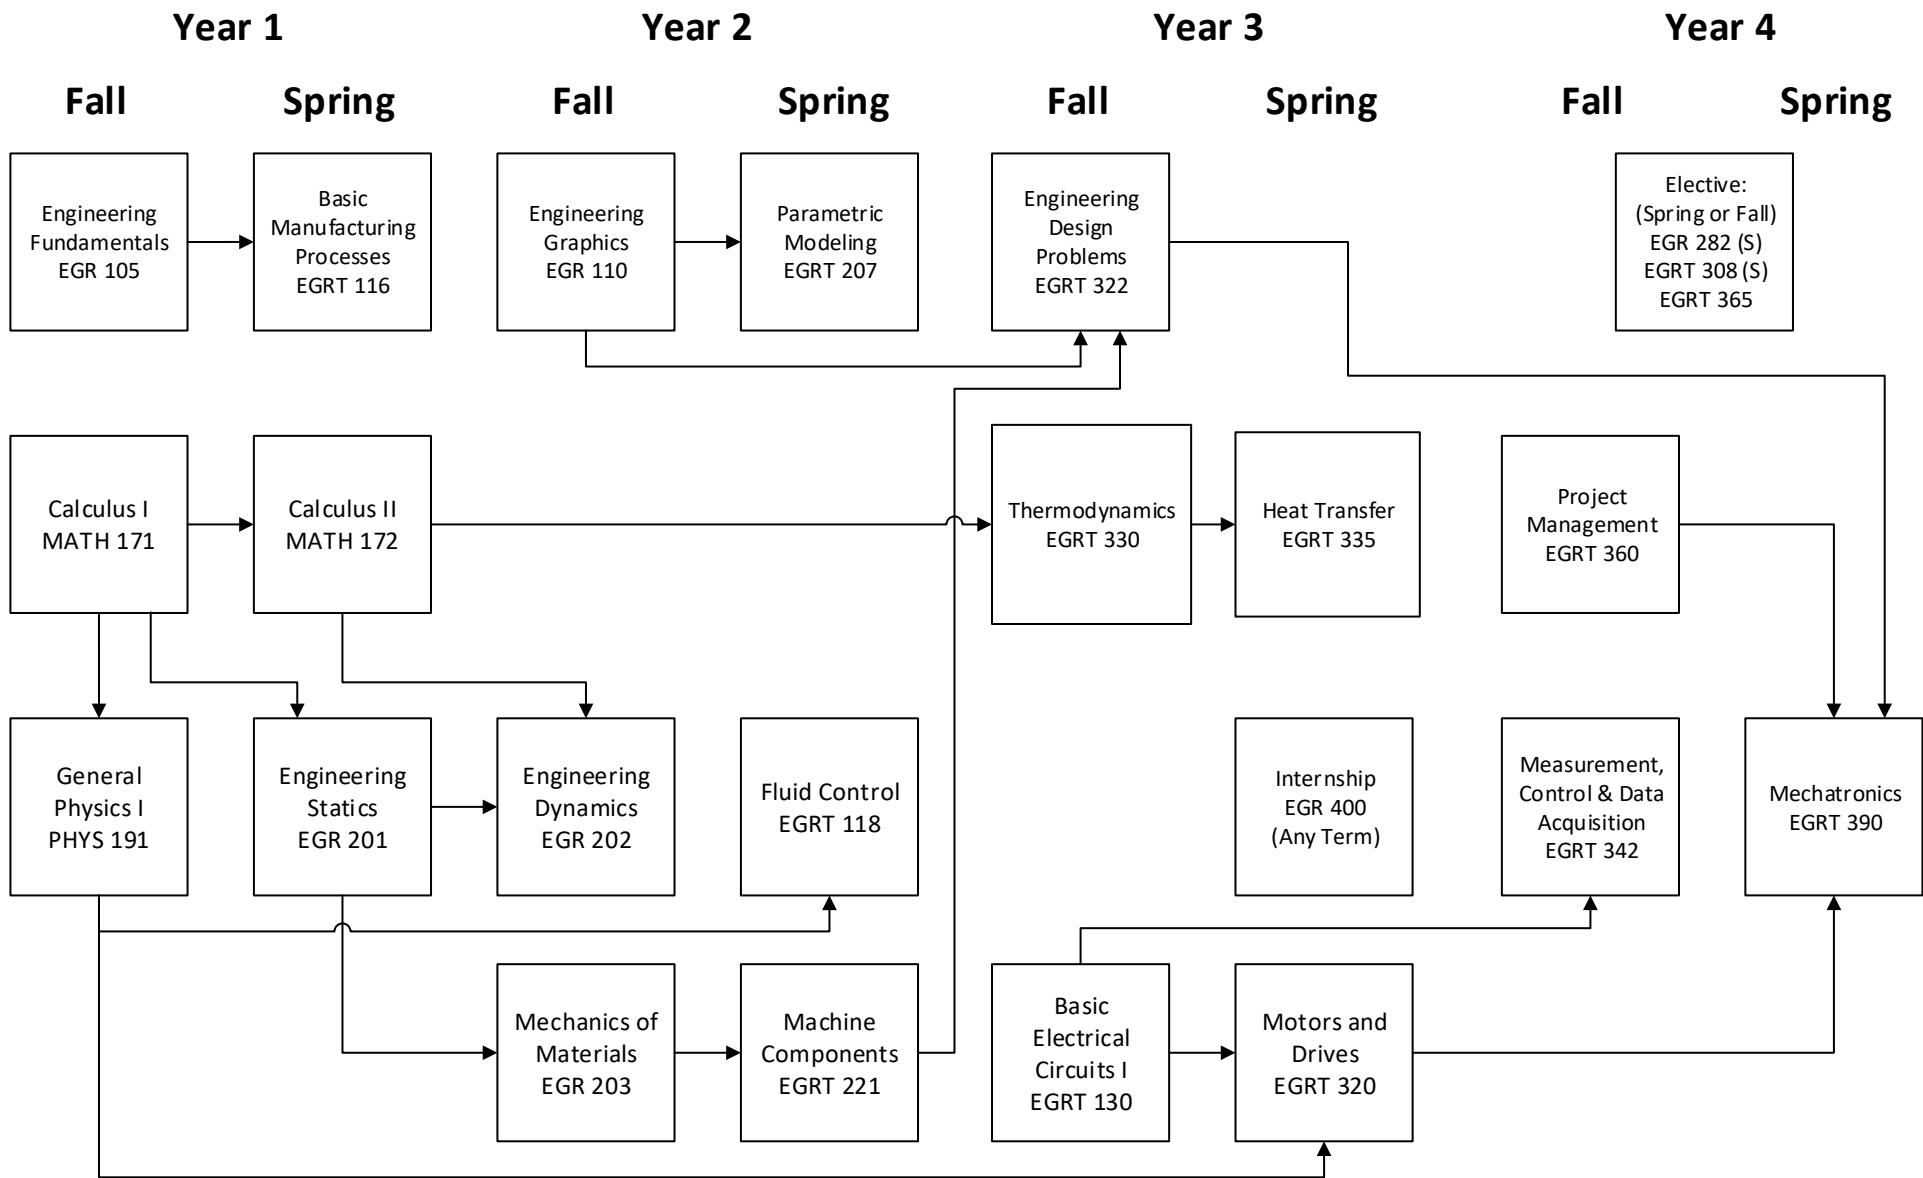 Year 1
Year 2
Year 3
Year 4
Fall
Spring
Fall
Spring
Fall
Spring
Fall
Spring
Engineering
Fundamentals
EGR 105
Basic
Manufacturing
Processes
EGRT 116
Engineering
Graphics
EGR 110
Parametric
Modeling
EGRT 207
Engineering
Design
Problems
EGRT 322
Elective:
(Spring or Fall)
EGR 282 (S)
EGRT 308 (S)
EGRT 365
Calculus I
MATH 171
Calculus II
MATH 172
Thermodynamics
EGRT 330
Heat Transfer
EGRT 335
Project
Management
EGRT 360
General
Physics I
PHYS 191
Engineering
Statics
EGR 201
Engineering
Dynamics
EGR 202
Fluid Control
EGRT 118
Internship
EGR 400
(Any Term)
Measurement,
Control & Data
Acquisition
EGRT 342
Mechatronics
EGRT 390
Mechanics of
Materials
EGR 203
Machine
Components
EGRT 221
Basic
Electrical
Circuits I
EGRT 130
Motors and
Drives
EGRT 320